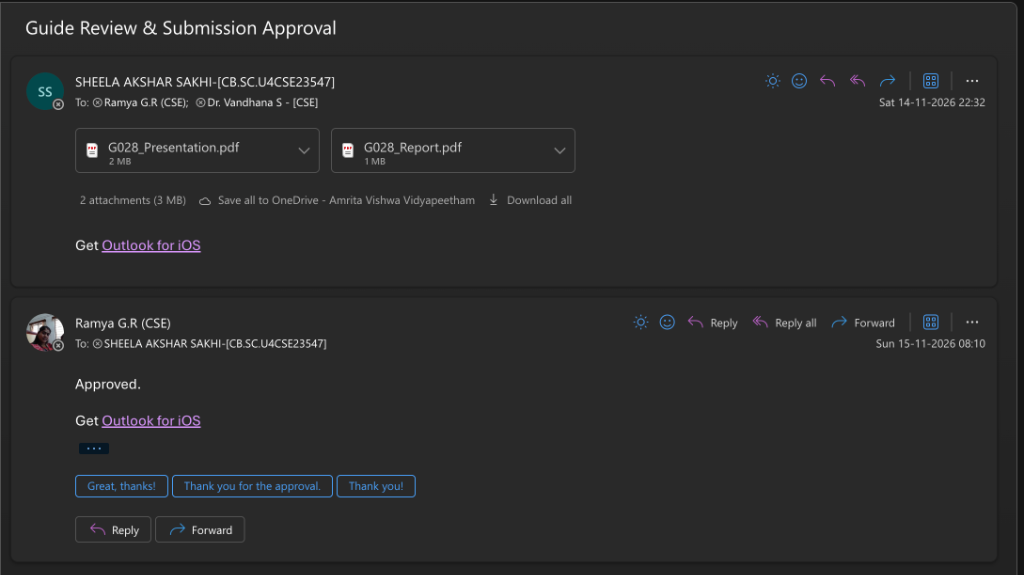 Guide Review & Submission Approval
SS
SHEELA AKSHAR SAKHI-[CB.SC.U4CSE23547]
To: Ramya G.R (CSE); Dr. Vandhana S - [CSE]
Sat 14-11-2026 22:32
G028_Presentation.pdf
2 MB
G028_Report.pdf
1 MB
2 attachments (3 MB) Save all to OneDrive - Amrita Vishwa Vidyapeetham Download all
Get Outlook for iOS
Ramya G.R (CSE)
Reply Reply all Forward
To: SHEELA AKSHAR SAKHI-[CB.SC.U4CSE23547]
Sun 15-11-2026 08:10
Approved.
Get Outlook for iOS
Great, thanks! Thank you for the approval. Thank you!
Reply Forward